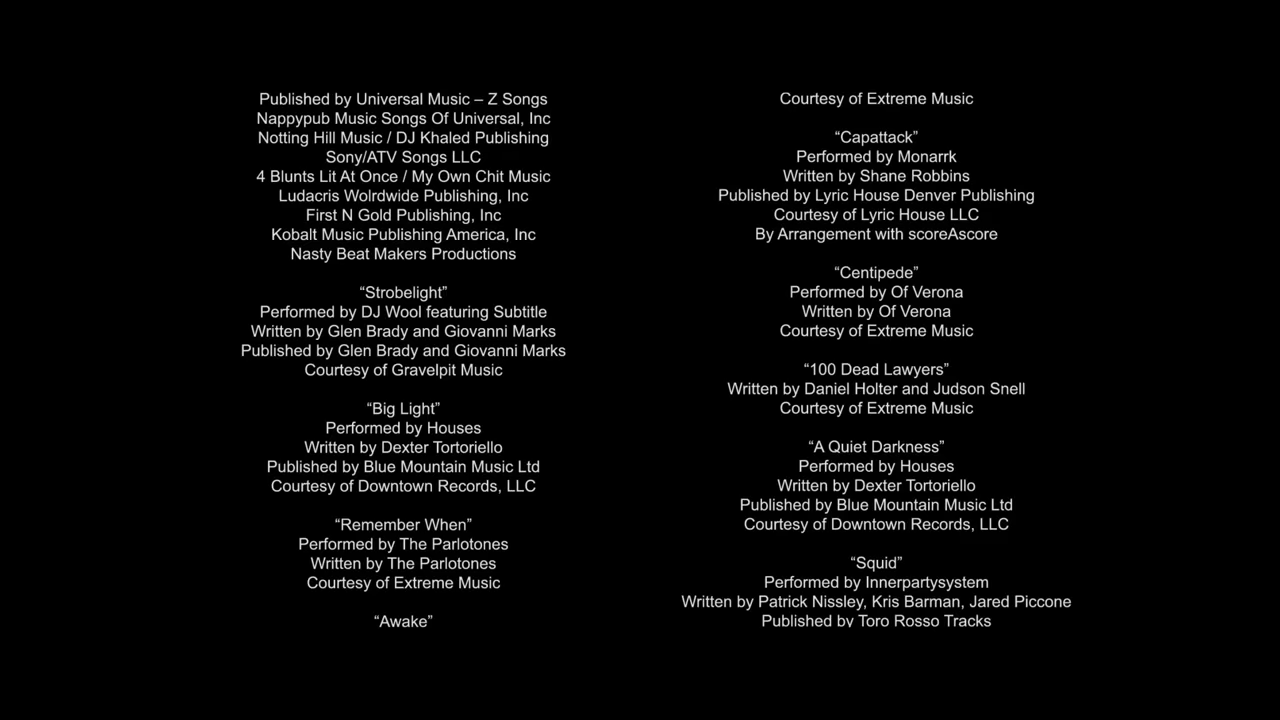 Published by Universal Music – Z Songs
Nappypub Music Songs Of Universal, Inc
Notting Hill Music / DJ Khaled Publishing
Sony/ATV Songs LLC
4 Blunts Lit At Once / My Own Chit Music
Ludacris Wolrdwide Publishing, Inc
First N Gold Publishing, Inc
Kobalt Music Publishing America, Inc
Nasty Beat Makers Productions
“Strobelight”
Performed by DJ Wool featuring Subtitle
Written by Glen Brady and Giovanni Marks
Published by Glen Brady and Giovanni Marks
Courtesy of Gravelpit Music
“Big Light”
Performed by Houses
Written by Dexter Tortoriello
Published by Blue Mountain Music Ltd
Courtesy of Downtown Records, LLC
“Remember When”
Performed by The Parlotones
Written by The Parlotones
Courtesy of Extreme Music
“Awake”
Courtesy of Extreme Music
“Capattack”
Performed by Monarrk
Written by Shane Robbins
Published by Lyric House Denver Publishing
Courtesy of Lyric House LLC
By Arrangement with scoreAscore
“Centipede”
Performed by Of Verona
Written by Of Verona
Courtesy of Extreme Music
“100 Dead Lawyers”
Written by Daniel Holter and Judson Snell
Courtesy of Extreme Music
“A Quiet Darkness”
Performed by Houses
Written by Dexter Tortoriello
Published by Blue Mountain Music Ltd
Courtesy of Downtown Records, LLC
“Squid”
Performed by Innerpartysystem
Written by Patrick Nissley, Kris Barman, Jared Piccone
Published by Toro Rosso Tracks